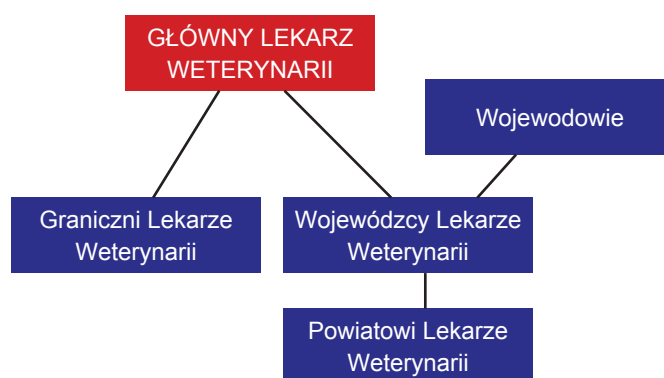 GŁÓWNY LEKARZ
WETERYNARII
Wojewodowie
Graniczni Lekarze
Weterynarii
Wojewódzcy Lekarze
Weterynarii
Powiatowi Lekarze
Weterynarii